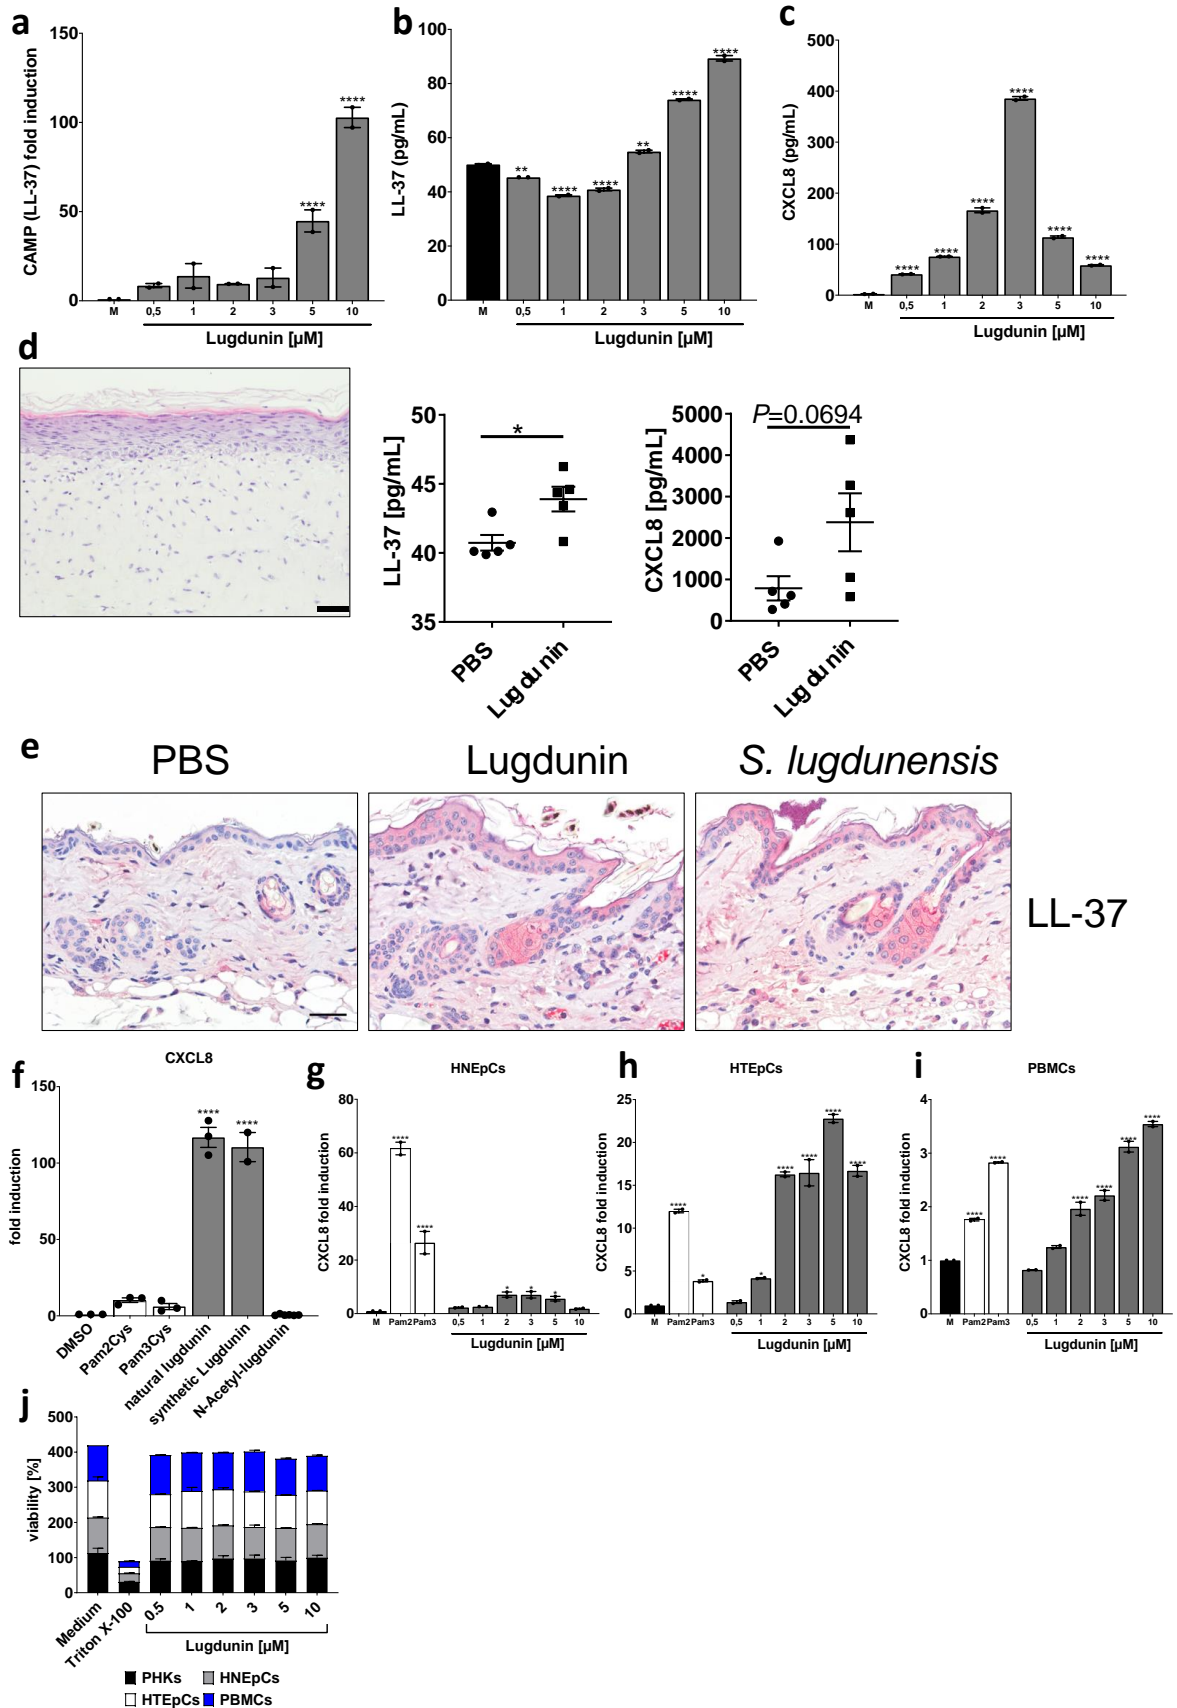 a
CAMP (LL-37) fold induction
150
100
50
0
****
****
M 0,5 1 2 3 5 10
Lugdunin [µM]
b
LL-37 (pg/mL)
100
80
60
40
20
0
**
****
****
**
****
****
M 0,5 1 2 3 5 10
Lugdunin [µM]
c
CXCL8 (pg/mL)
500
400
300
200
100
0
****
****
****
****
****
****
M 0,5 1 2 3 5 10
Lugdunin [µM]
d
LL-37 [pg/mL]
50
45
40
35
*
PBS
Lugdunin
CXCL8 [pg/mL]
5000
4000
3000
2000
1000
0
P=0.0694
PBS
Lugdunin
e
PBS
Lugdunin
S. lugdunensis
LL-37
f
CXCL8
fold induction
150
100
50
0
****
****
DMSO
Pam2Cys
Pam3Cys
natural lugdunin
synthetic Lugdunin
N-Acetyl-lugdunin
g
HNEpCs
CXCL8 fold induction
80
60
40
20
0
****
****
*
*
*
M Pam2 Pam3 0,5 1 2 3 5 10
Lugdunin [µM]
h
HTEpCs
CXCL8 fold induction
25
20
15
10
5
0
****
*
*
****
****
****
****
M Pam2 Pam3 0,5 1 2 3 5 10
Lugdunin [µM]
i
PBMCs
CXCL8 fold induction
4
3
2
1
0
****
****
****
****
****
****
M Pam2 Pam3 0,5 1 2 3 5 10
Lugdunin [µM]
j
viability [%]
500
400
300
200
100
0
Medium
Triton X-100
0.5
1
2
3
5
10
Lugdunin [µM]
PHKs HNEpCs
HTEpCs PBMCs